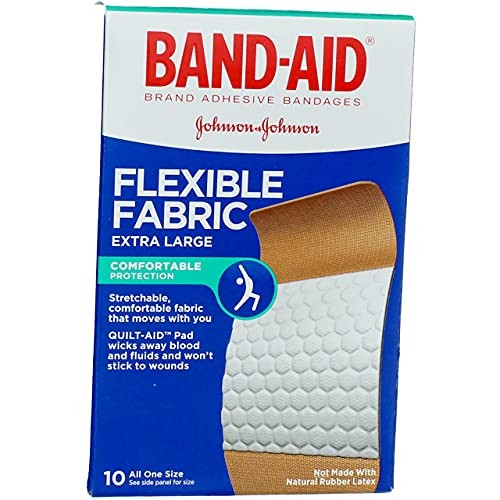 BAND-AID®
BRAND ADHESIVE BANDAGES
Johnson & Johnson
FLEXIBLE
FABRIC
EXTRA LARGE
COMFORTABLE
PROTECTION
Stretchable,
comfortable fabric
that moves with you
QUILT-AID™ Pad
wicks away blood
and fluids and won't
stick to wounds
10 All One Size
See side panel for size
Not Made With
Natural Rubber Latex